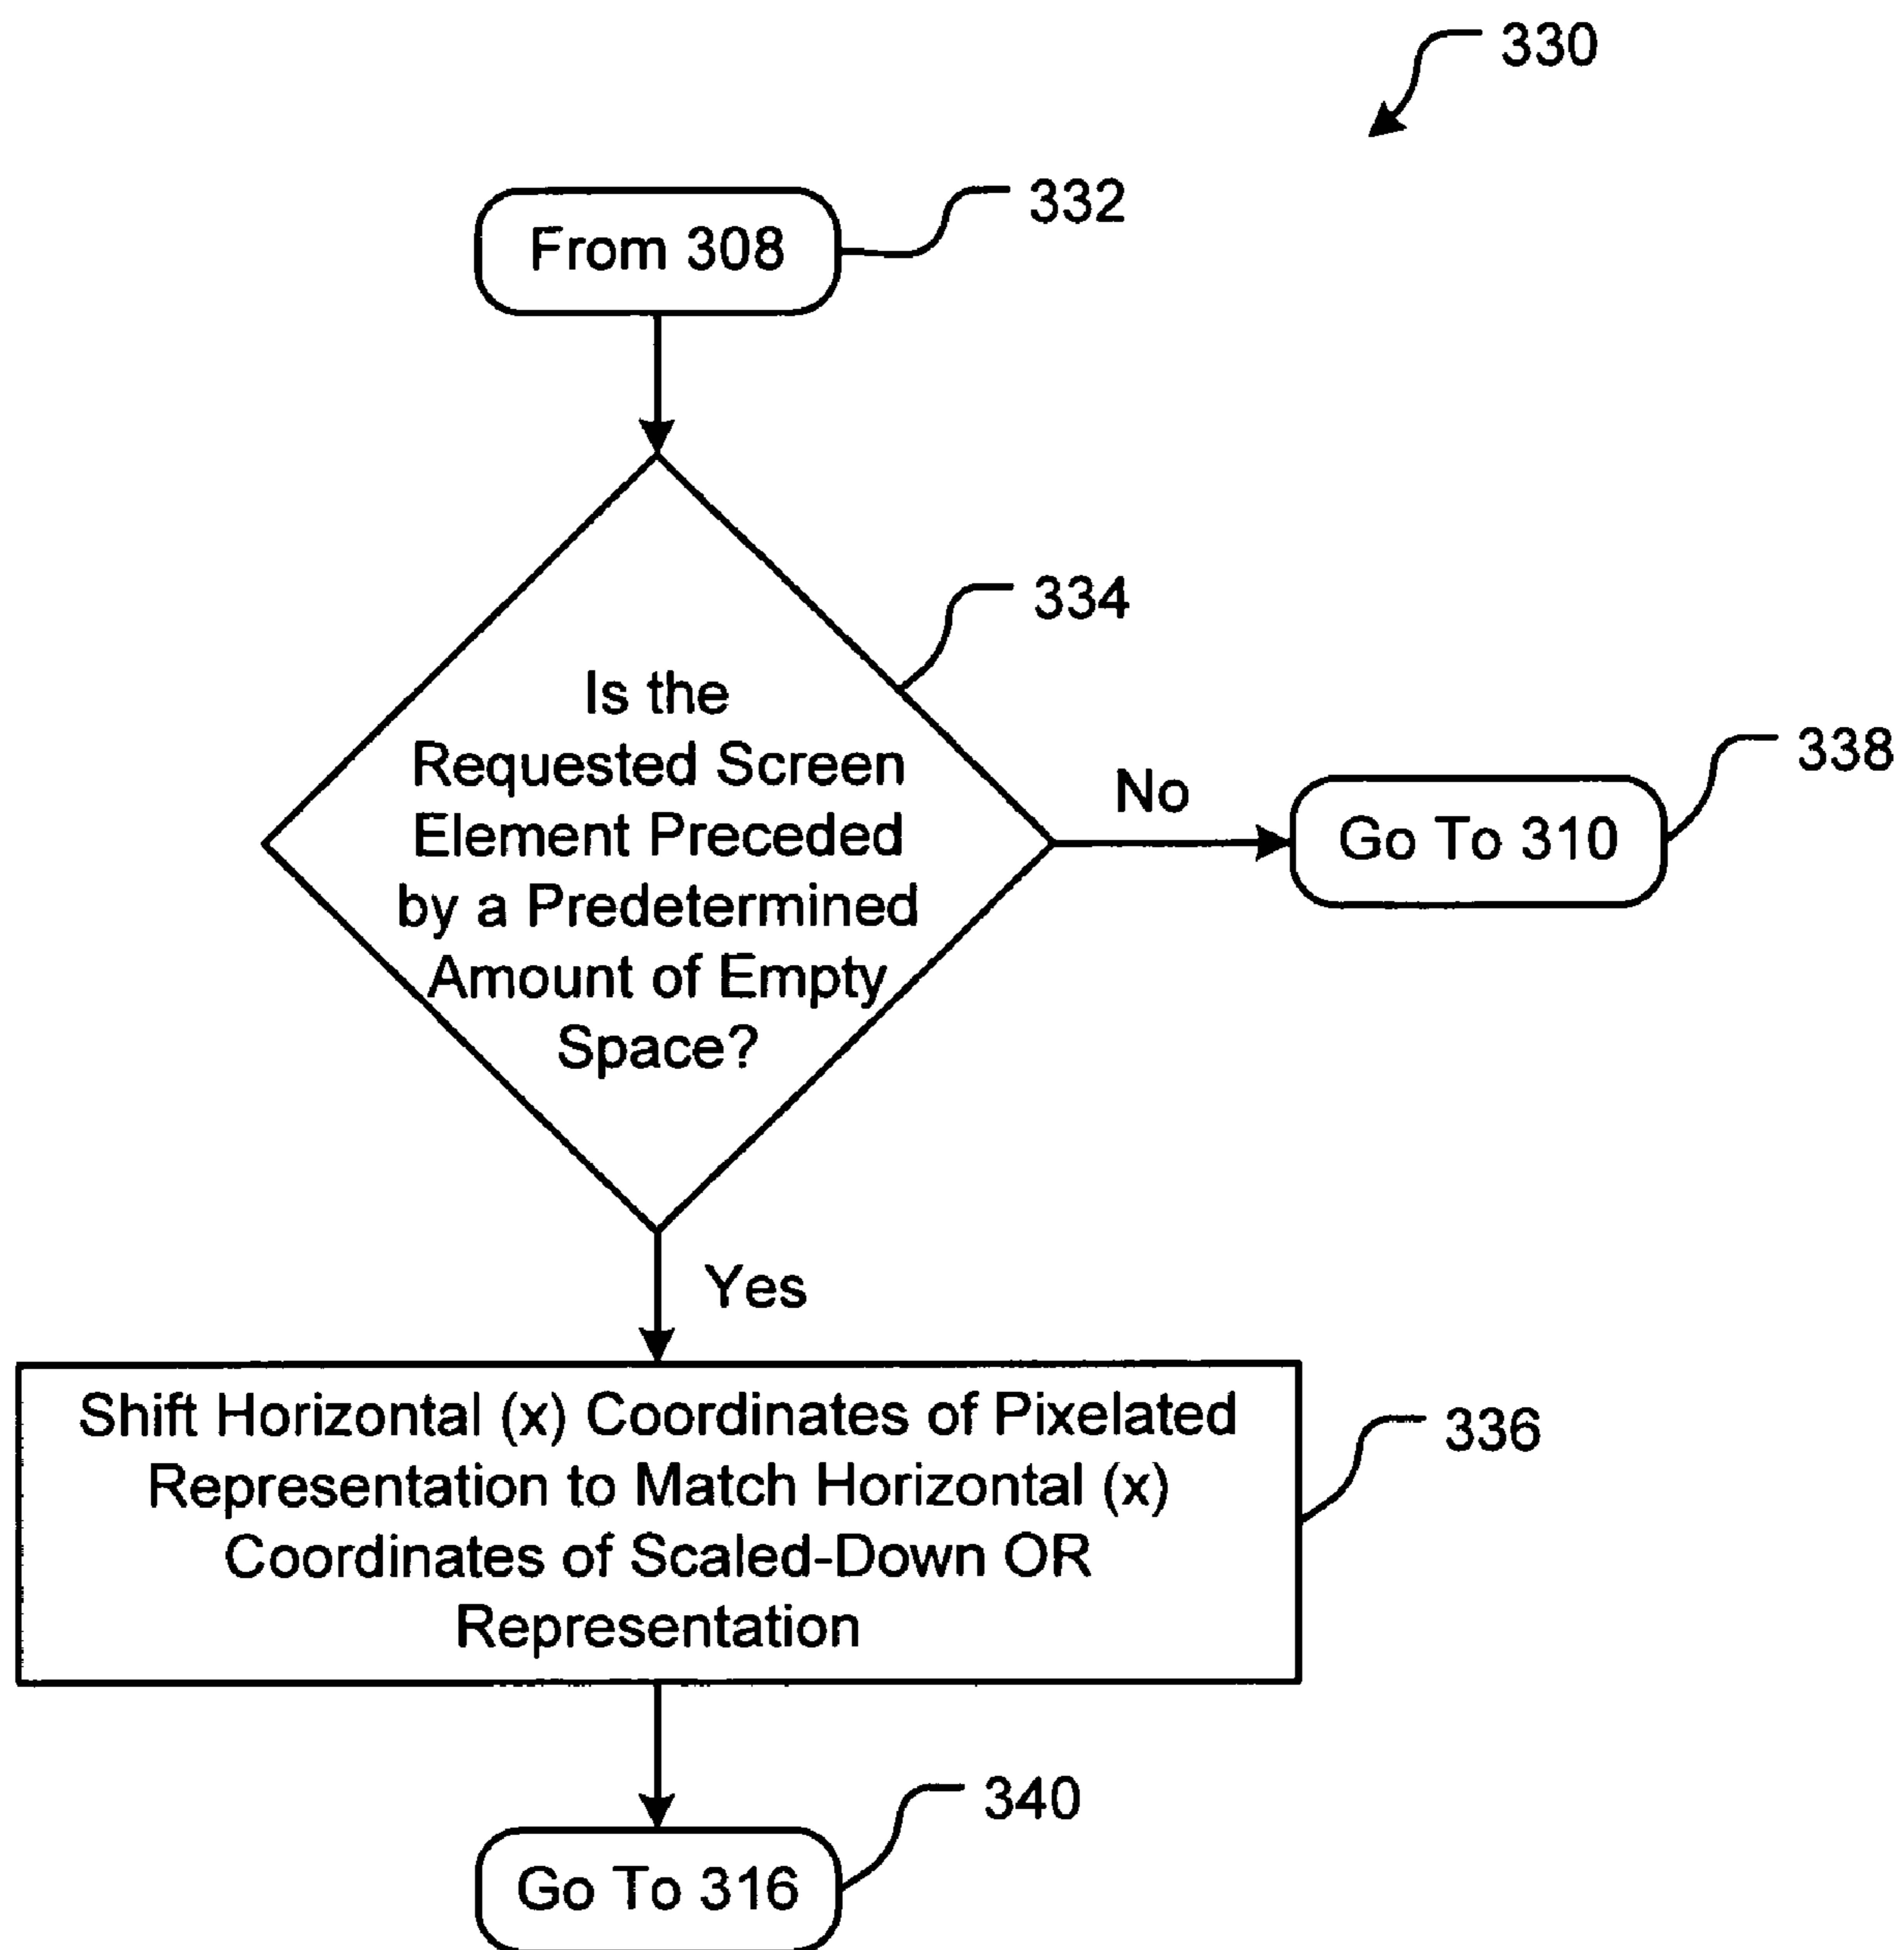 330
332
From 308
334
Is the
Requested Screen
Element Preceded
by a Predetermined
Amount of Empty
Space?
No
338
Go To 310
Yes
336
Shift Horizontal (x) Coordinates of Pixelated
Representation to Match Horizontal (x)
Coordinates of Scaled-Down OR
Representation
340
Go To 316